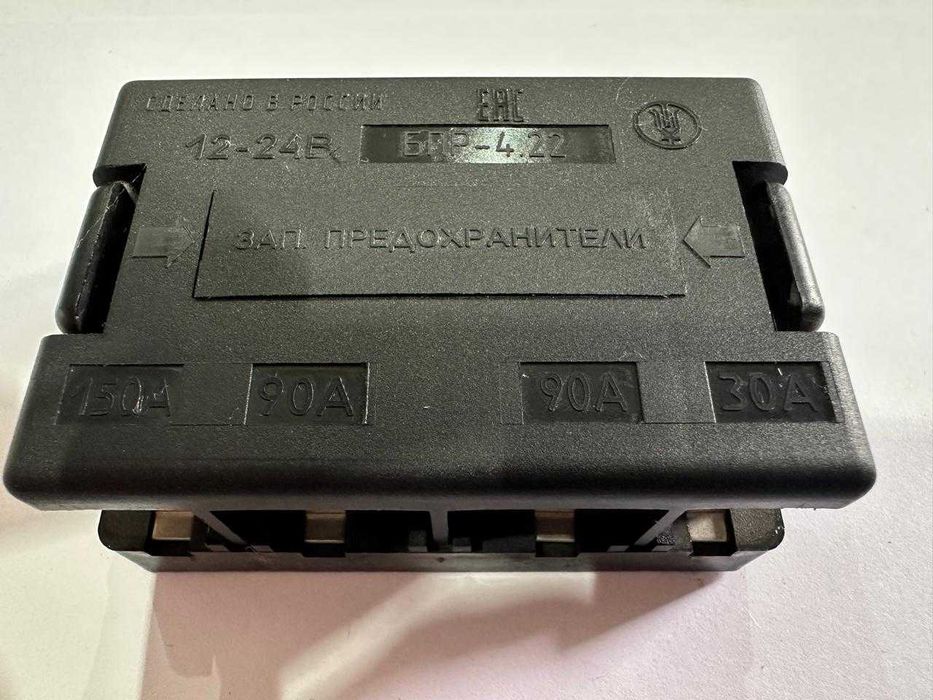 СДЕЛАНО В РОССИИ
ЕАС
12-24В
БПР-4.22
ЗАП. ПРЕДОХРАНИТЕЛИ
150А 90А 90А 30А